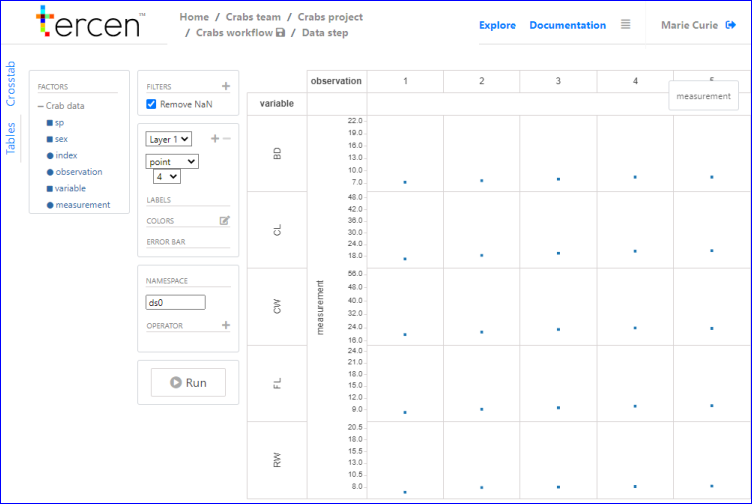 tercen™
Home / Crabs team / Crabs project
/ Crabs workflow / Data step
Explore Documentation Marie Curie
Crosstab
Tables
FACTORS
Crab data
sp
sex
index
observation
variable
measurement
FILTERS +
Remove NaN
Layer 1 + −
point
4
LABELS
COLORS
ERROR BAR
NAMESPACE
ds0
OPERATOR +
Run
observation 1 2 3 4 5
measurement
variable
measurement
BD
22.0
19.0
16.0
13.0
10.0
7.0
CL
48.0
42.0
36.0
30.0
24.0
18.0
CW
56.0
48.0
40.0
32.0
24.0
16.0
FL
24.0
21.0
18.0
15.0
12.0
9.0
RW
20.5
18.0
15.5
13.0
10.5
8.0